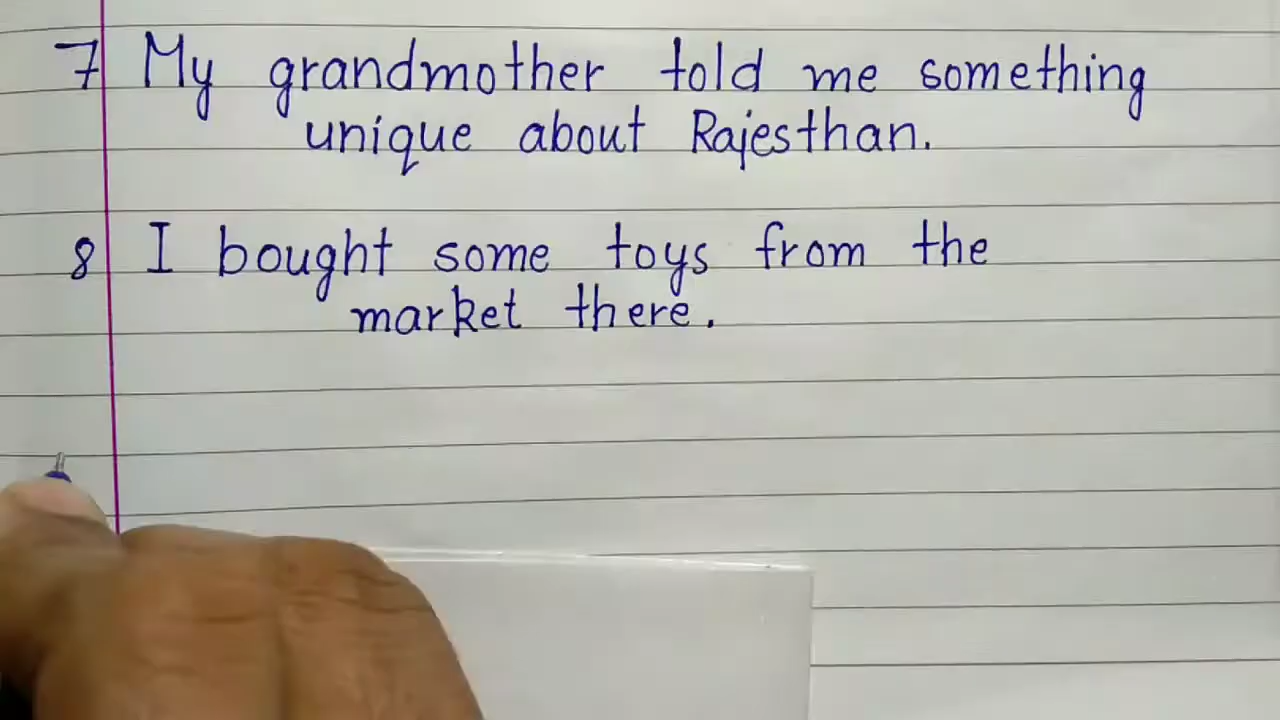 7 My grandmother told me something
unique about Rajesthan.
8 I bought some toys from the
market there.